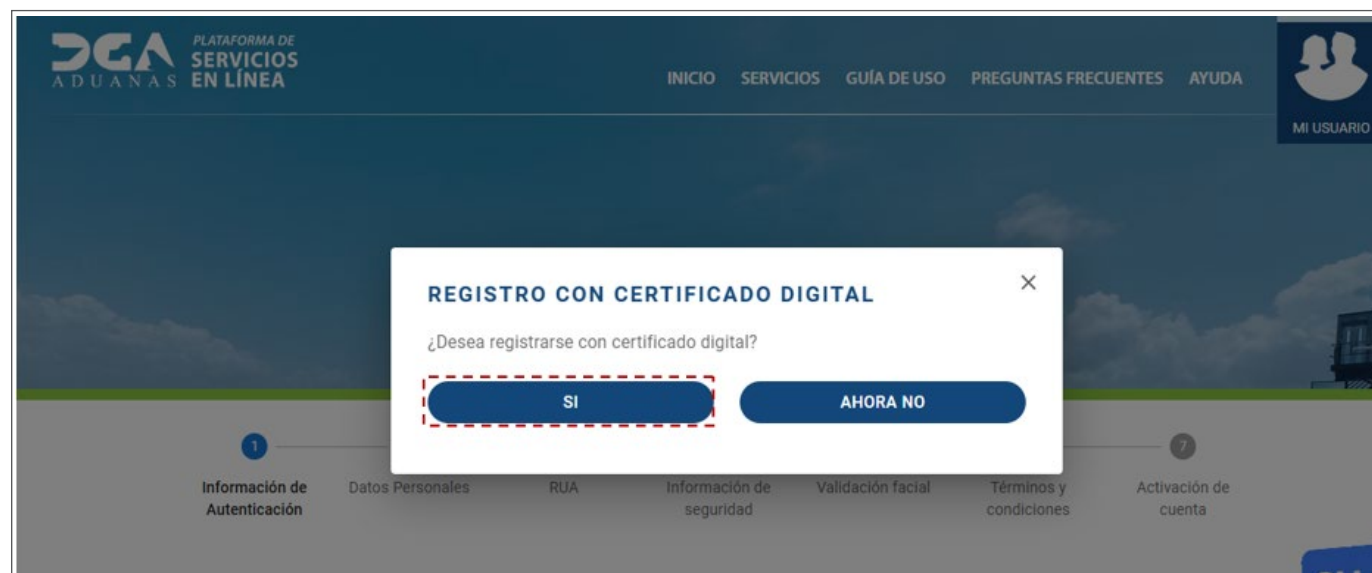 DGA
ADUANAS
PLATAFORMA DE
SERVICIOS
EN LÍNEA
INICIO SERVICIOS GUÍA DE USO PREGUNTAS FRECUENTES AYUDA
MI USUARIO
REGISTRO CON CERTIFICADO DIGITAL
¿Desea registrarse con certificado digital?
SI AHORA NO
1 7
Información de
Autenticación
Datos Personales
RUA
Información de
seguridad
Validación facial
Términos y
condiciones
Activación de
cuenta